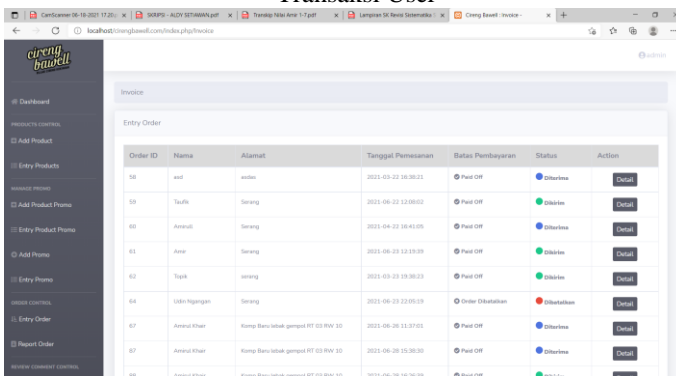 Transaksi User
CamScanner 06-18-2021 17.20
SKRIPSI - ALDY SETIAWAN.pdf
Transkip Nilai Amir 1-7.pdf
Lampiran SK Revisi Sistematika
Cireng Bawell : Invoice -
localhost/cirengbawell.com/index.php/Invoice
cireng bawell
admin
Dashboard
Invoice
PRODUCTS CONTROL
Entry Order
Add Product
Order ID Nama Alamat Tanggal Pemesanan Batas Pembayaran Status Action
Entry Products
58 asd asdas 2021-03-22 16:38:21 Paid Off Diterima Detail
MANAGE PROMO
59 Taufik Serang 2021-06-22 12:08:02 Paid Off Dikirim Detail
Add Product Promo
60 Amirull Serang 2021-04-22 18:41:05 Paid Off Diterima Detail
Entry Product Promo
61 Amir Serang 2021-06-23 12:19:39 Paid Off Dikirim Detail
Add Promo
62 Topik serang 2021-03-23 19:38:23 Paid Off Dikirim Detail
Entry Promo
64 Udin Ngangan Serang 2021-06-23 22:05:19 Order Dibatalkan Dibatalkan Detail
ORDER CONTROL
Entry Order
67 Amirul Khair Komp Baru lebak gempol RT 03 RW 10 2021-06-26 11:37:01 Paid Off Diterima Detail
Report Order
67 Amirul Khair Komp Baru lebak gempol RT 03 RW 10 2021-06-28 15:38:30 Paid Off Diterima Detail
REVIEW COMMENT CONTROL